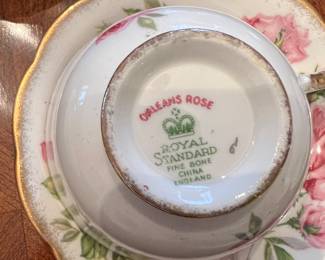 ORLEANS ROSE
ROYAL
STANDARD
FINE BONE
CHINA
ENGLAND